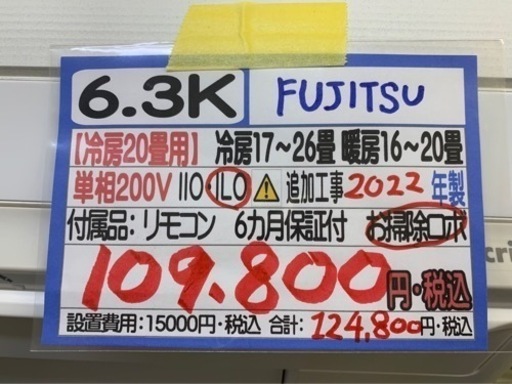 6.3K FUJITSU
【冷房20畳用】 冷房17～26畳 暖房16～20畳
単相200V IIO・ILO 追加工事 2022 年製
付属品：リモコン 6カ月保証付 お掃除ロボ
109.800円・税込
設置費用：15000円・税込 合計：124,800円・税込